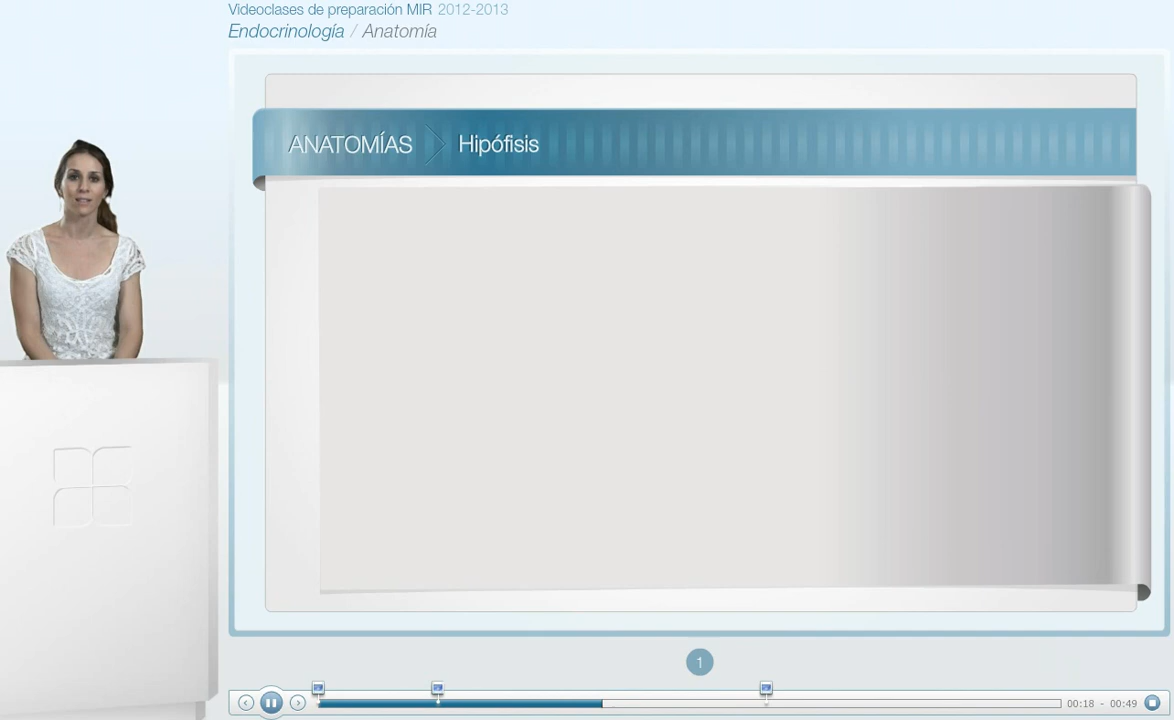 Videoclases de preparación MIR 2012-2013
Endocrinología / Anatomía
ANATOMÍAS Hipófisis
1
00:18 - 00:49